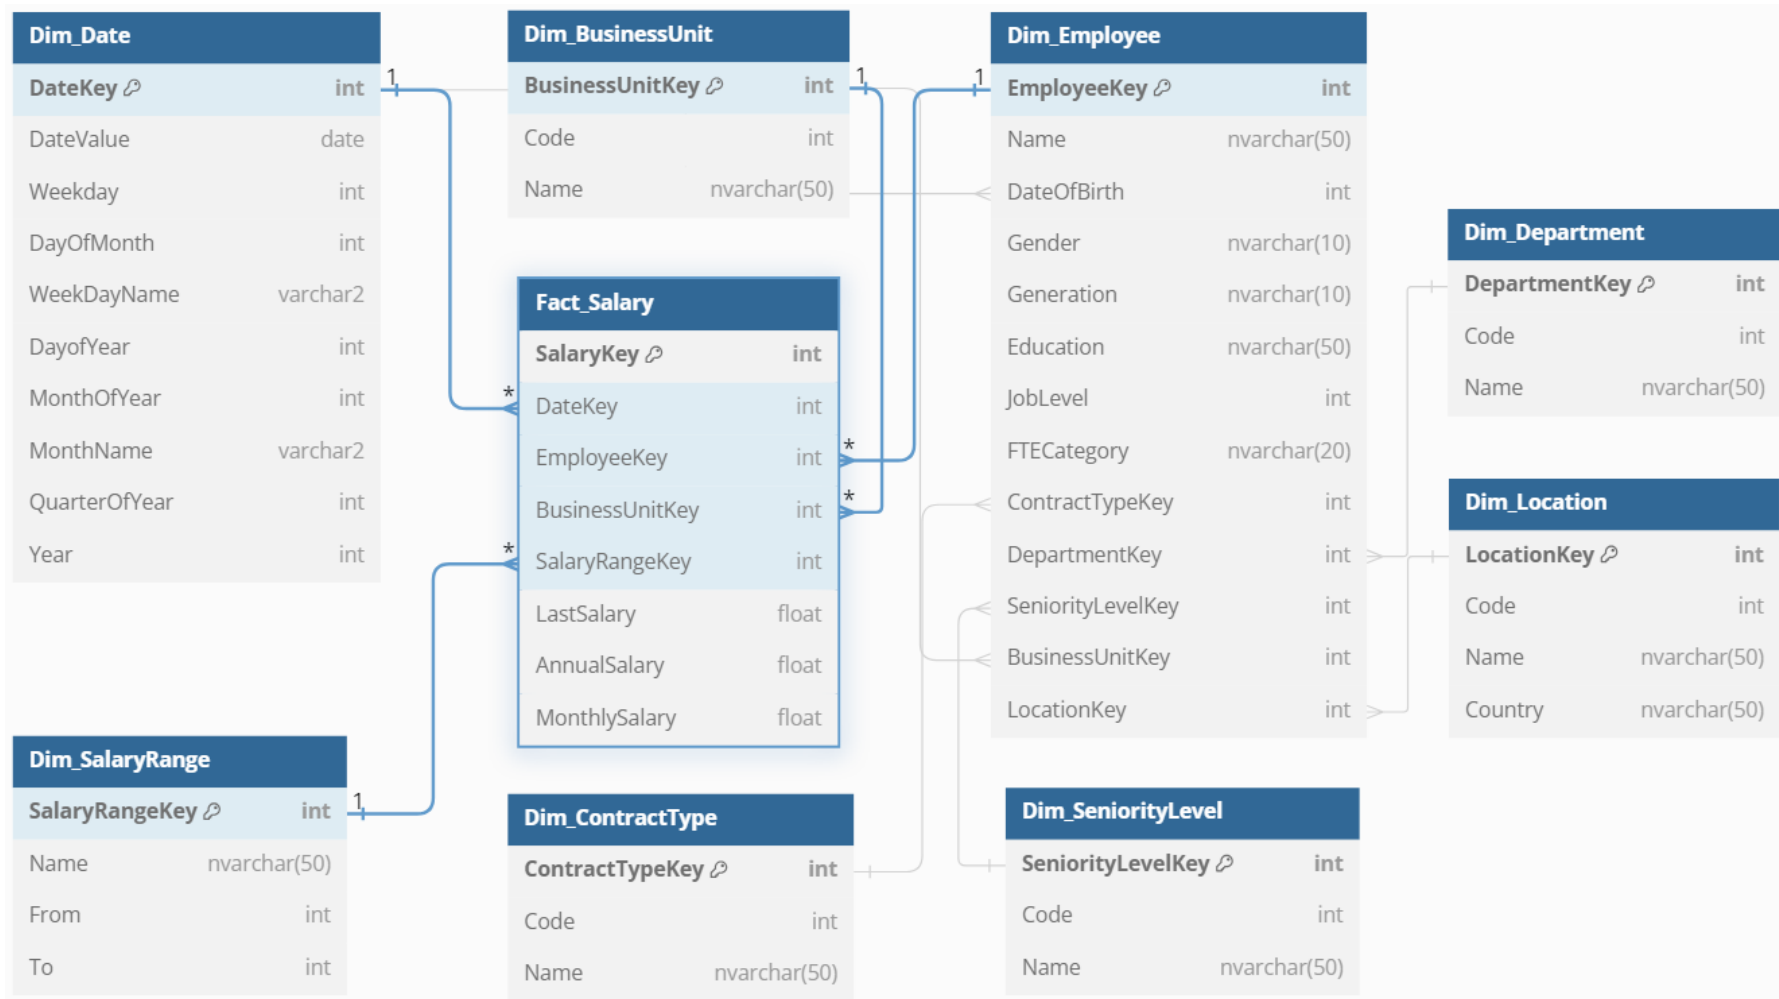 Dim_Date
DateKey int
DateValue date
Weekday int
DayOfMonth int
WeekDayName varchar2
DayofYear int
MonthOfYear int
MonthName varchar2
QuarterOfYear int
Year int
1
Dim_BusinessUnit
BusinessUnitKey int
Code int
Name nvarchar(50)
1
Fact_Salary
SalaryKey int
* DateKey int
EmployeeKey int *
BusinessUnitKey int *
* SalaryRangeKey int
LastSalary float
AnnualSalary float
MonthlySalary float
1
Dim_Employee
EmployeeKey int
Name nvarchar(50)
DateOfBirth int
Gender nvarchar(10)
Generation nvarchar(10)
Education nvarchar(50)
JobLevel int
FTECategory nvarchar(20)
ContractTypeKey int
DepartmentKey int
SeniorityLevelKey int
BusinessUnitKey int
LocationKey int
Dim_Department
DepartmentKey int
Code int
Name nvarchar(50)
Dim_Location
LocationKey int
Code int
Name nvarchar(50)
Country nvarchar(50)
Dim_SalaryRange
SalaryRangeKey int
Name nvarchar(50)
From int
To int
1
Dim_ContractType
ContractTypeKey int
Code int
Name nvarchar(50)
Dim_SeniorityLevel
SeniorityLevelKey int
Code int
Name nvarchar(50)